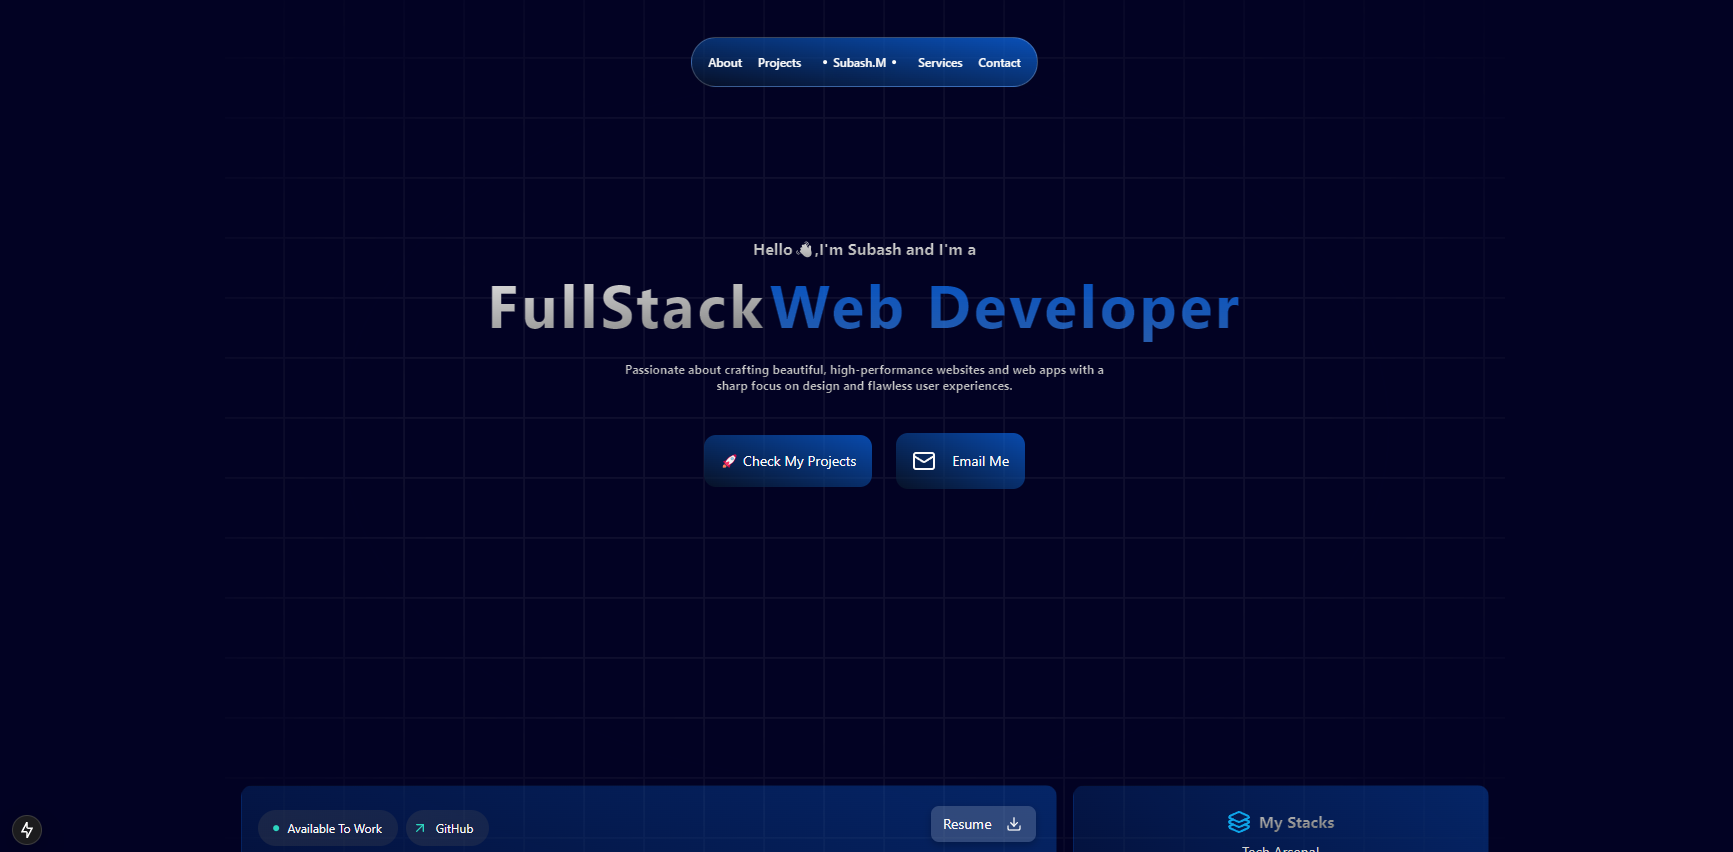 About Projects • Subash.M • Services Contact
Hello 👋,I'm Subash and I'm a
FullStack Web Developer
Passionate about crafting beautiful, high-performance websites and web apps with a
sharp focus on design and flawless user experiences.
🚀 Check My Projects Email Me
Available To Work GitHub Resume
My Stacks
Tech Arsenal